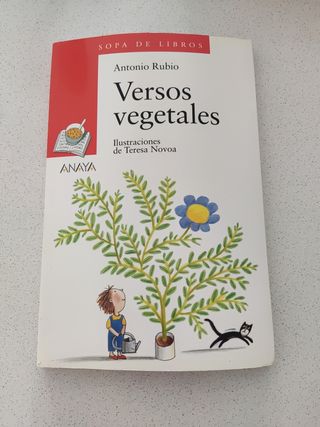 SOPA DE LIBROS
Antonio Rubio
Versos
vegetales
Ilustraciones
de Teresa Novoa
ANAYA